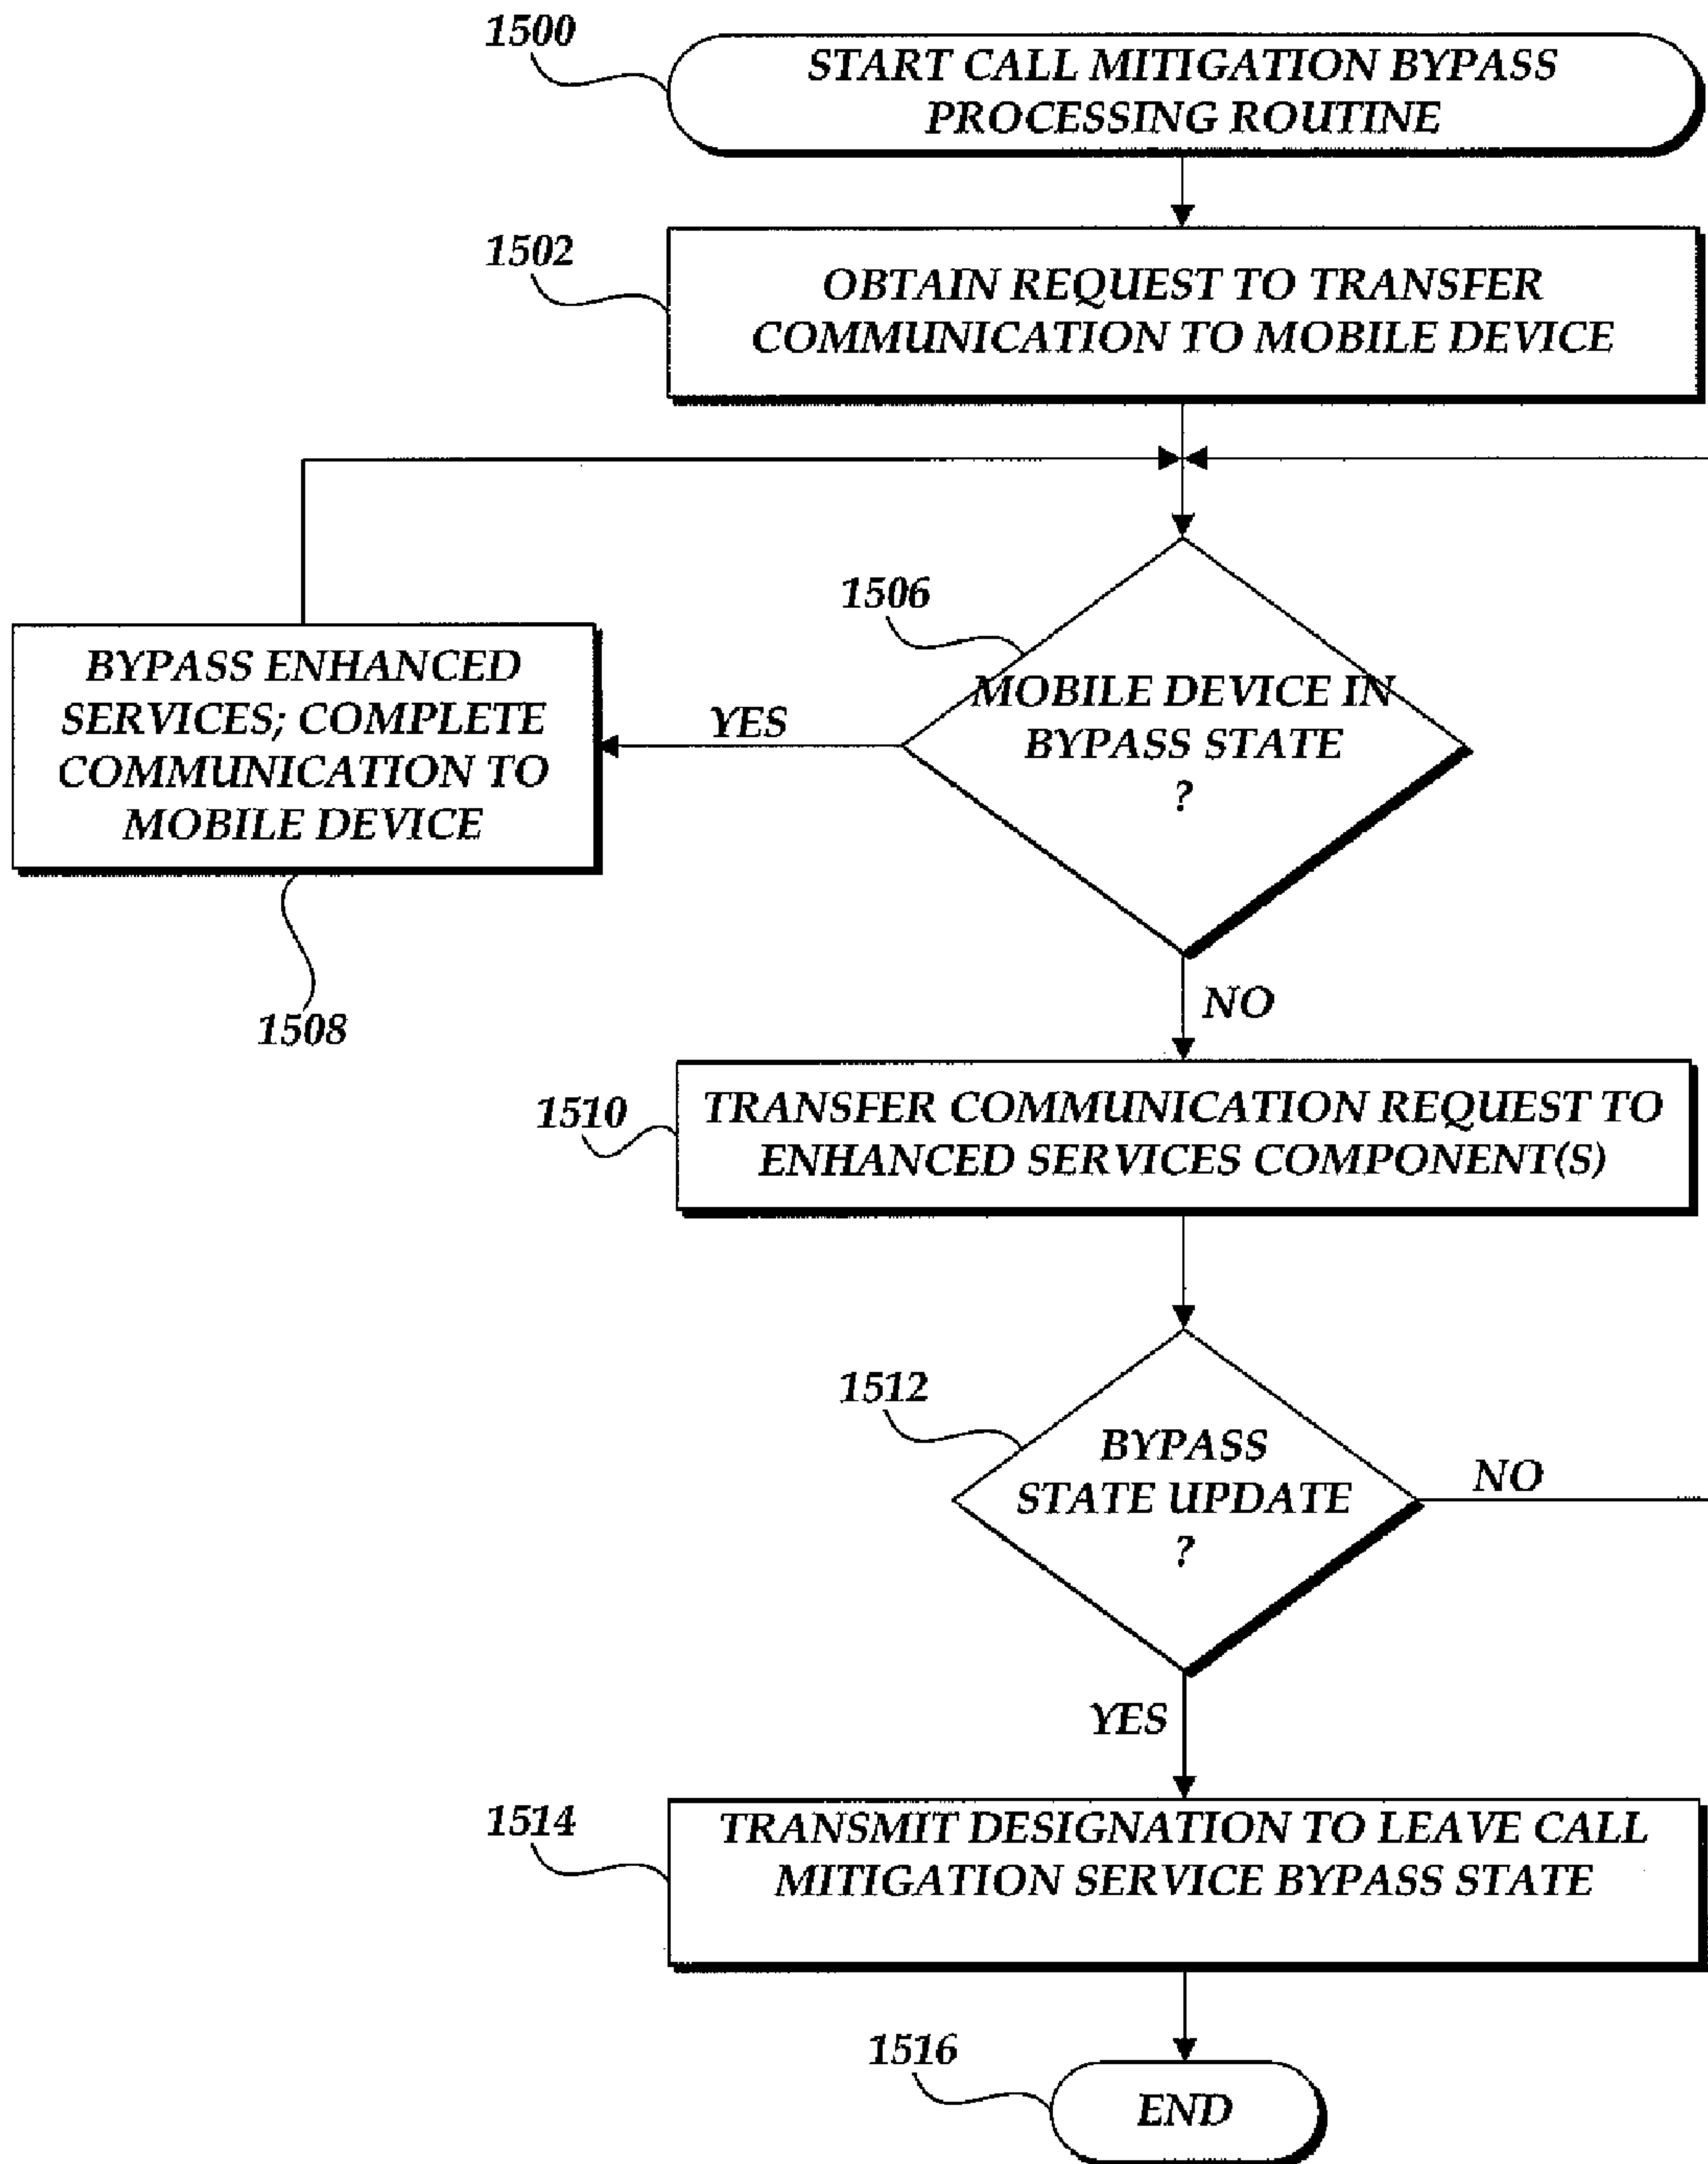 1500
START CALL MITIGATION BYPASS
PROCESSING ROUTINE
1502
OBTAIN REQUEST TO TRANSFER
COMMUNICATION TO MOBILE DEVICE
1506
MOBILE DEVICE IN
BYPASS STATE
?
YES
BYPASS ENHANCED
SERVICES; COMPLETE
COMMUNICATION TO
MOBILE DEVICE
1508
NO
1510
TRANSFER COMMUNICATION REQUEST TO
ENHANCED SERVICES COMPONENT(S)
1512
BYPASS
STATE UPDATE
?
NO
YES
1514
TRANSMIT DESIGNATION TO LEAVE CALL
MITIGATION SERVICE BYPASS STATE
1516
END